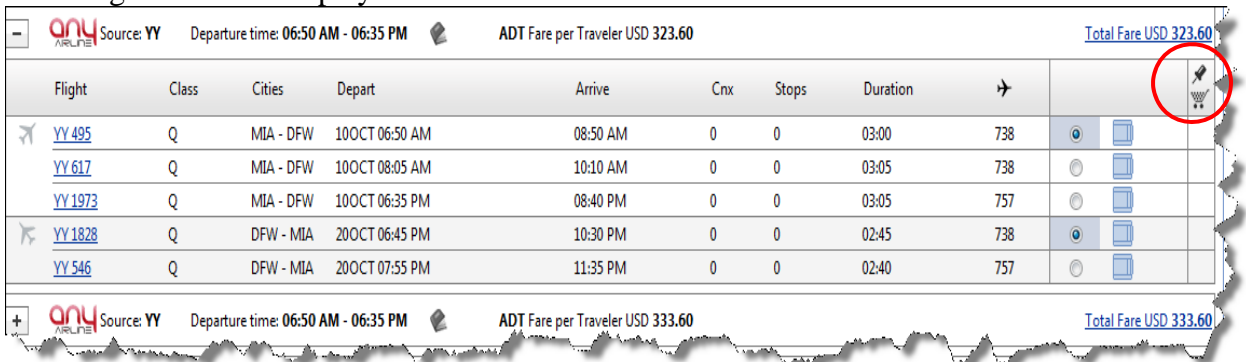 any AIRLINE Source: YY Departure time: 06:50 AM - 06:35 PM ADT Fare per Traveler USD 323.60 Total Fare USD 323.60
Flight Class Cities Depart Arrive Cnx Stops Duration
YY 495 Q MIA - DFW 10OCT 06:50 AM 08:50 AM 0 0 03:00 738
YY 617 Q MIA - DFW 10OCT 08:05 AM 10:10 AM 0 0 03:05 738
YY 1973 Q MIA - DFW 10OCT 06:35 PM 08:40 PM 0 0 03:05 757
YY 1828 Q DFW - MIA 20OCT 06:45 PM 10:30 PM 0 0 02:45 738
YY 546 Q DFW - MIA 20OCT 07:55 PM 11:35 PM 0 0 02:40 757
any AIRLINE Source: YY Departure time: 06:50 AM - 06:35 PM ADT Fare per Traveler USD 333.60 Total Fare USD 333.60